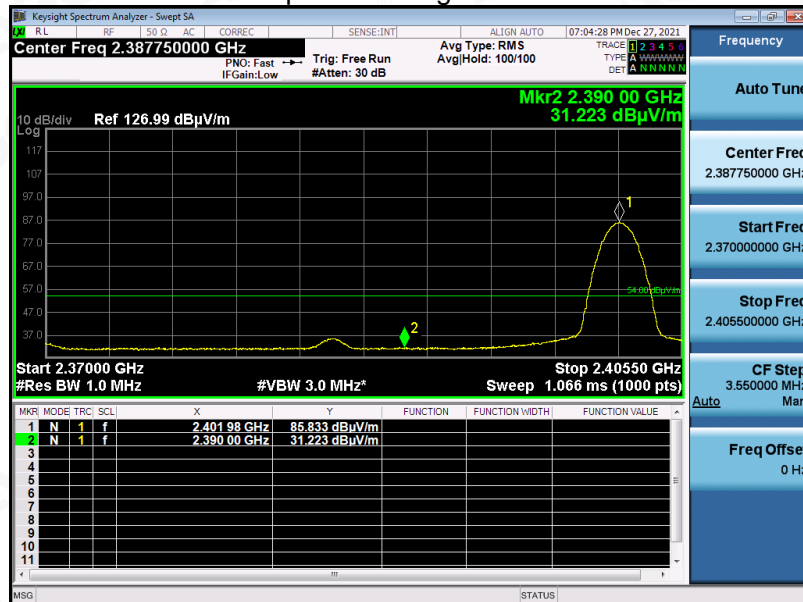 Keysight Spectrum Analyzer - Swept SA
LXI RL RF 50 Ω AC CORREC SENSE:INT ALIGN AUTO 07:04:28 PM Dec 27, 2021
Center Freq 2.387750000 GHz
PNO: Fast
IFGain:Low
Trig: Free Run
#Atten: 30 dB
Avg Type: RMS
Avg|Hold: 100/100
TRACE 1 2 3 4 5 6
TYPE A WWWWW
DET A N N N N N
Mkr2 2.390 00 GHz
31.223 dBµV/m
10 dB/div Ref 126.99 dBµV/m
Log
117
107
97.0
87.0
77.0
67.0
57.0
47.0
37.0
1
54.00 dBµV/m
2
Start 2.37000 GHz Stop 2.40550 GHz
#Res BW 1.0 MHz #VBW 3.0 MHz* Sweep 1.066 ms (1000 pts)
MKR MODE TRC SCL X Y FUNCTION FUNCTION WIDTH FUNCTION VALUE
1 N 1 f 2.401 98 GHz 85.833 dBµV/m
2 N 1 f 2.390 00 GHz 31.223 dBµV/m
3
4
5
6
7
8
9
10
11
MSG STATUS
Frequency
Auto Tune
Center Freq
2.387750000 GHz
Start Freq
2.370000000 GHz
Stop Freq
2.405500000 GHz
CF Step
3.550000 MHz
Auto Man
Freq Offset
0 Hz